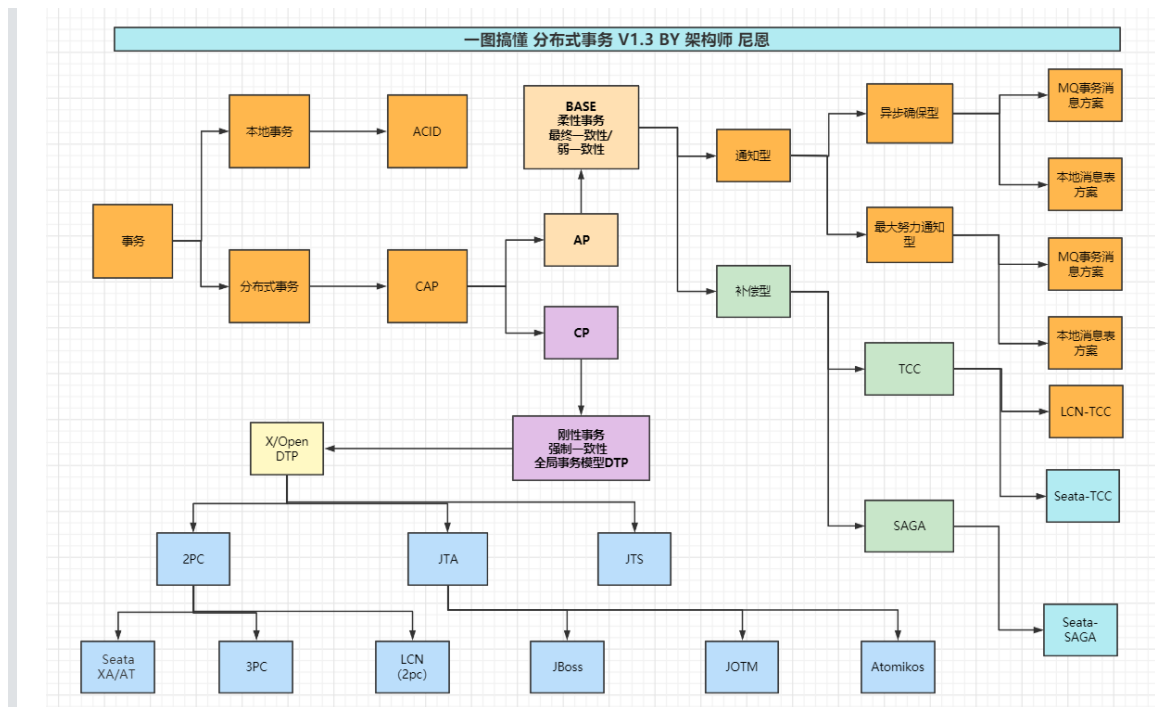 一图搞懂 分布式事务 V1.3 BY 架构师 尼恩
事务
本地事务
ACID
分布式事务
CAP
AP
CP
BASE
柔性事务
最终一致性/
弱一致性
通知型
异步确保型
MQ事务消
息方案
本地消息表
方案
最大努力通知
型
MQ事务消
息方案
本地消息表
方案
补偿型
TCC
LCN-TCC
Seata-TCC
SAGA
Seata-
SAGA
刚性事务
强制一致性
全局事务模型DTP
X/Open
DTP
2PC
JTA
JTS
Seata
XA/AT
3PC
LCN
(2pc)
JBoss
JOTM
Atomikos